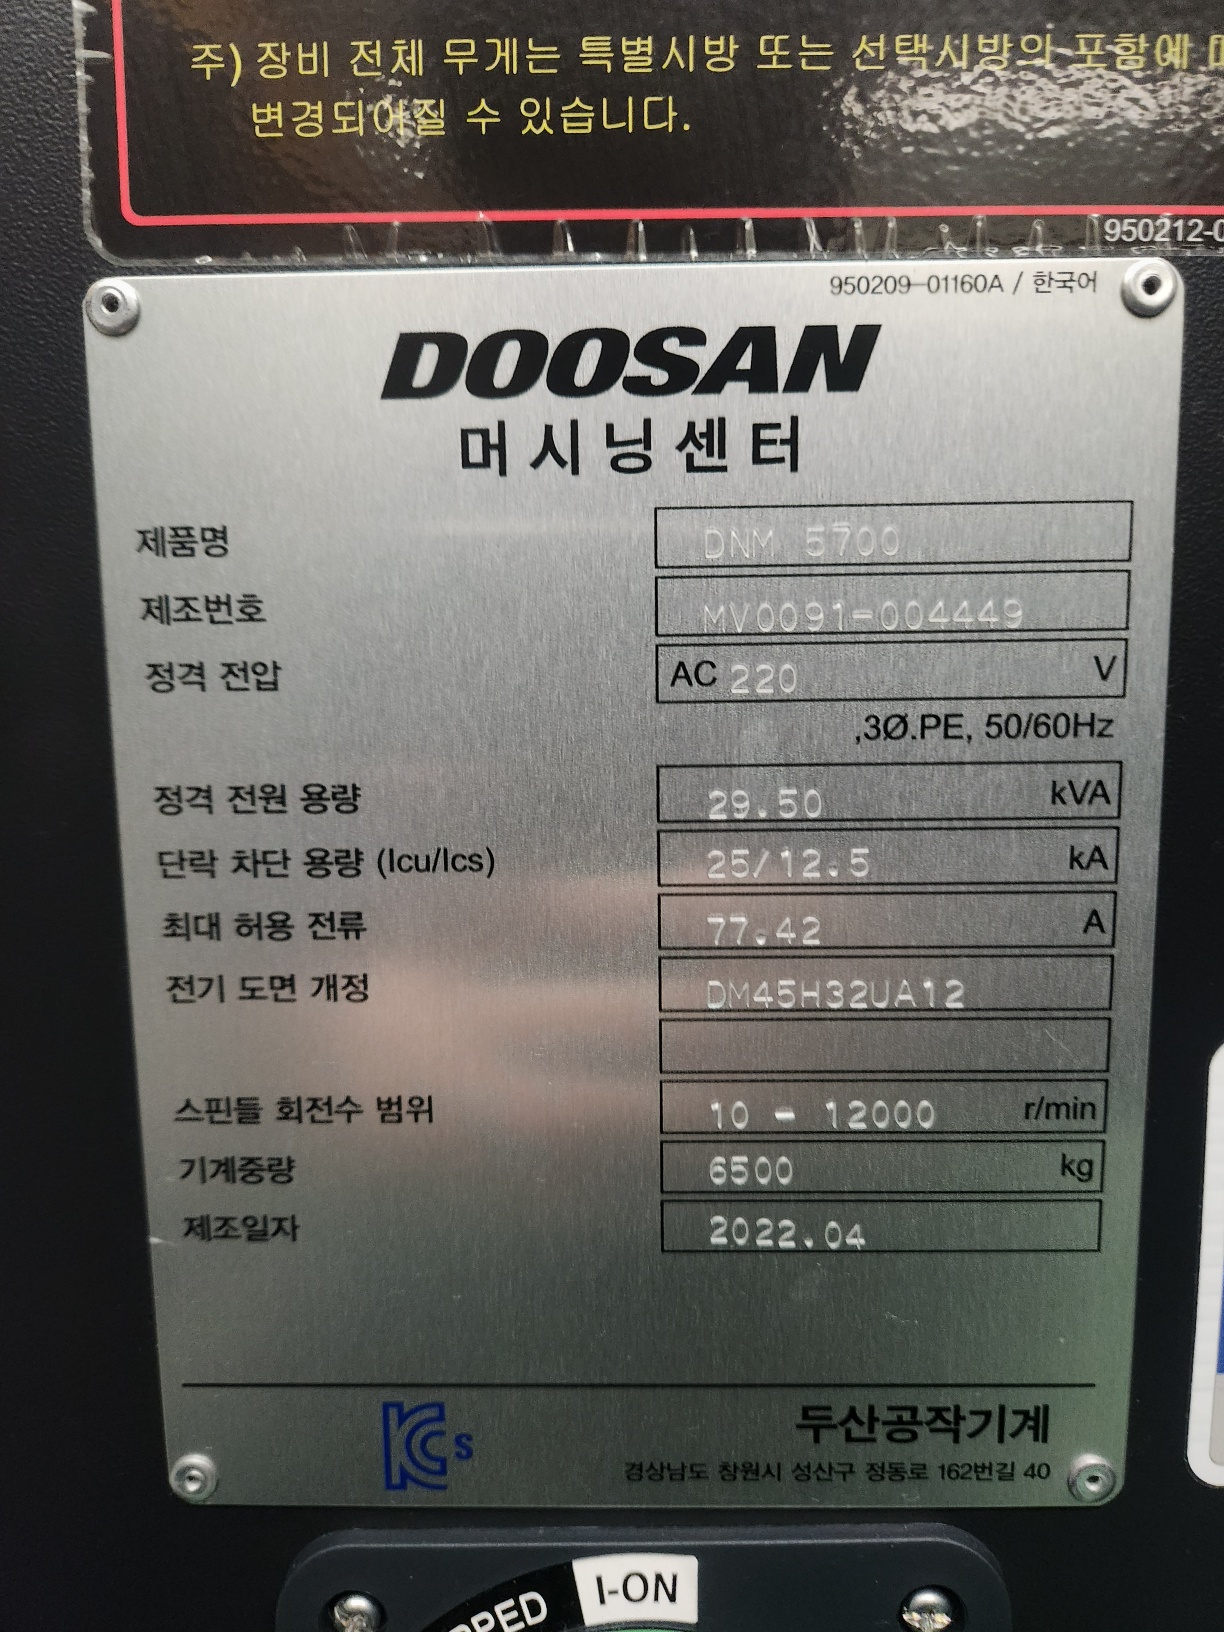 주) 장비 전체 무게는 특별시방 또는 선택시방의 포함에
변경되어질 수 있습니다.
950212-0
950209-01160A / 한국어
DOOSAN
머시닝센터
제품명 DNM 5700
제조번호 MV0091-004449
정격 전압 AC 220 V
,3Ø.PE, 50/60Hz
정격 전원 용량 29.50 kVA
단락 차단 용량 (Icu/Ics) 25/12.5 kA
최대 허용 전류 77.42 A
전기 도면 개정 DM45H32UA12
스핀들 회전수 범위 10 - 12000 r/min
기계중량 6500 kg
제조일자 2022.04
KCs
두산공작기계
경상남도 창원시 성산구 정동로 162번길 40
I-ON
PPED